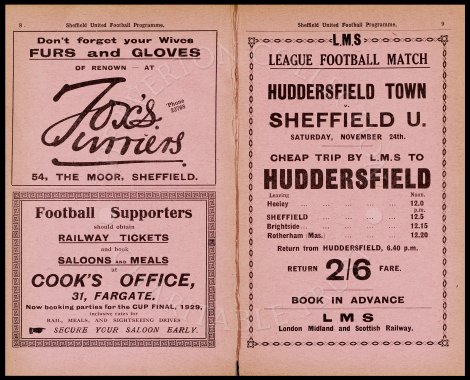 8
Sheffield United Football Programme.
Don't forget your Wives
FURS and GLOVES
OF RENOWN - AT
Fox's
Furriers
'Phone
54, THE MOOR, SHEFFIELD.
Football Supporters
should obtain
RAILWAY TICKETS
and book
SALOONS AND MEALS
at
COOK'S OFFICE,
31, FARGATE,
Now booking parties for the CUP FINAL, 1929,
inclusive rates for
RAIL, MEALS, AND SIGHTSEEING DRIVES
SECURE YOUR SALOON EARLY.
Sheffield United Football Programme.
9
L.M.S
LEAGUE FOOTBALL MATCH
HUDDERSFIELD TOWN
v.
SHEFFIELD U.
SATURDAY, NOVEMBER 24th.
CHEAP TRIP BY L.M.S TO
HUDDERSFIELD
Leaving Noon.
Heeley 12.0
p.m.
SHEFFIELD 12.5
Brightside 12.15
Rotherham (Mas.) 12.20
Return from HUDDERSFIELD, 6.40 p.m.
RETURN 2/6 FARE.
BOOK IN ADVANCE
L M S
London Midland and Scottish Railway.